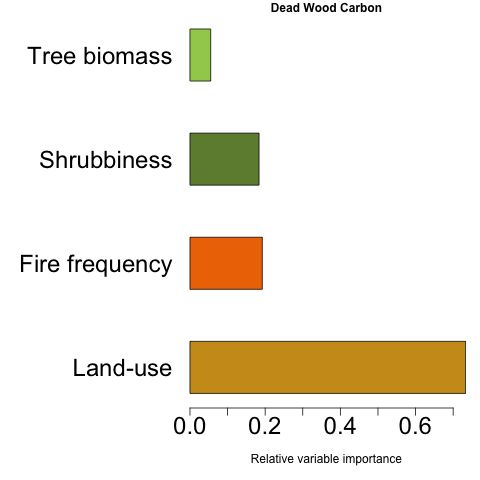 Dead Wood Carbon
Tree biomass
Shrubbiness
Fire frequency
Land-use
0.0 0.2 0.4 0.6
Relative variable importance